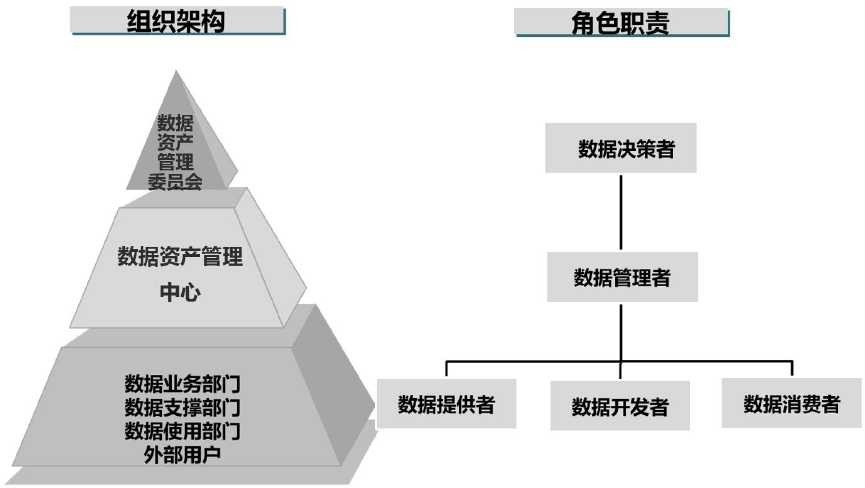 组织架构
角色职责
数据
资产
管理
委员会
数据资产管理
中心
数据业务部门
数据支撑部门
数据使用部门
外部用户
数据决策者
数据管理者
数据提供者
数据开发者
数据消费者